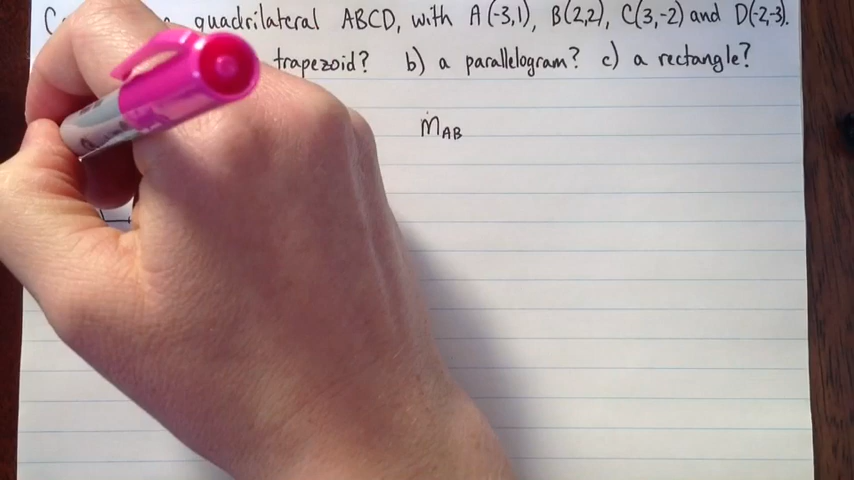 quadrilateral ABCD, with A(-3,1), B(2,2), C(3,-2) and D(-2,-3).
trapezoid? b) a parallelogram? c) a rectangle?
mAB